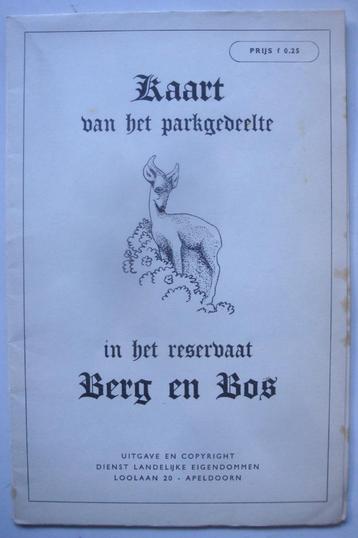 PRIJS f 0.25
Kaart
van het parkgedeelte
in het reservaat
Berg en Bos
UITGAVE EN COPYRIGHT
DIENST LANDELIJKE EIGENDOMMEN
LOOLAAN 20 - APELDOORN